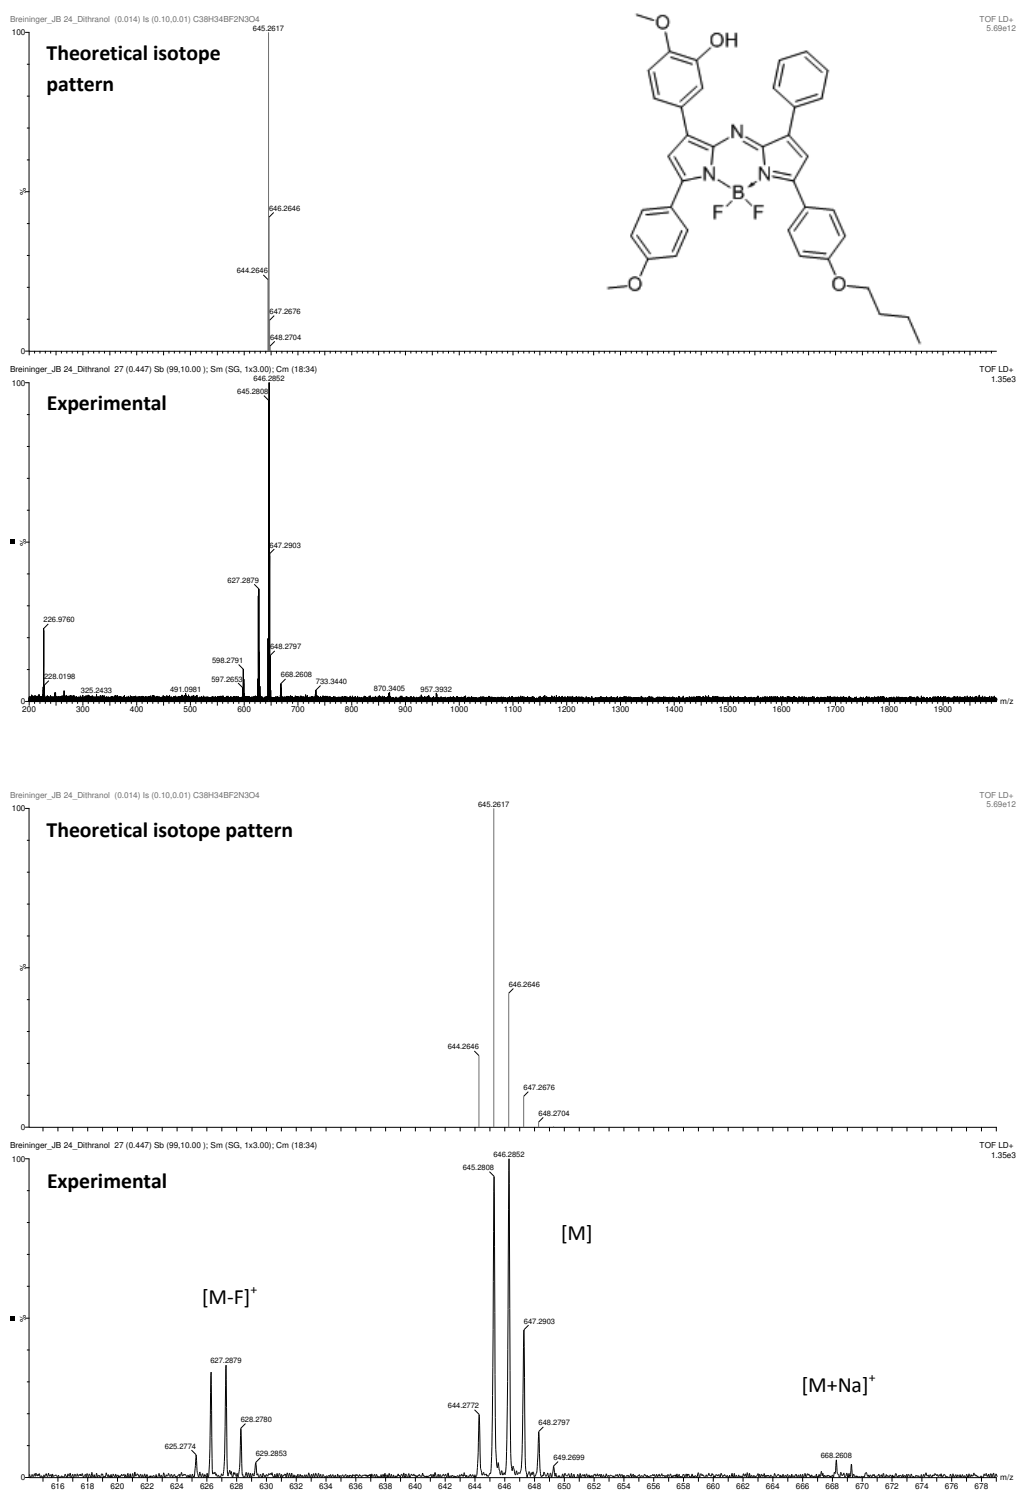 Breininger_JB 24_Dithranol (0.014) Is (0.10,0.01) C38H34BF2N3O4
TOF LD+
5.69e12
100
645.2617
Theoretical isotope
pattern
%
646.2646
644.2646
647.2676
648.2704
0
O
OH
N
N
B
N
F
F
O
O
Breininger_JB 24_Dithranol 27 (0.447) Sb (99,10.00 ); Sm (SG, 1x3.00); Cm (18:34)
TOF LD+
1.35e3
100
646.2852
645.2808
Experimental
%
647.2903
627.2879
226.9760
648.2797
598.2791
668.2608
228.0198
597.2653
733.3440
325.2433
491.0981
870.3405
957.3932
0
200 300 400 500 600 700 800 900 1000 1100 1200 1300 1400 1500 1600 1700 1800 1900
m/z
Breininger_JB 24_Dithranol (0.014) Is (0.10,0.01) C38H34BF2N3O4
TOF LD+
5.69e12
100
645.2617
Theoretical isotope pattern
%
646.2646
644.2646
647.2676
648.2704
0
Breininger_JB 24_Dithranol 27 (0.447) Sb (99,10.00 ); Sm (SG, 1x3.00); Cm (18:34)
TOF LD+
1.35e3
100
646.2852
645.2808
Experimental
[M]
[M-F]+
%
647.2903
627.2879
[M+Na]+
644.2772
628.2780
648.2797
625.2774
629.2853
649.2699
668.2608
0
616 618 620 622 624 626 628 630 632 634 636 638 640 642 644 646 648 650 652 654 656 658 660 662 664 666 668 670 672 674 676 678
m/z